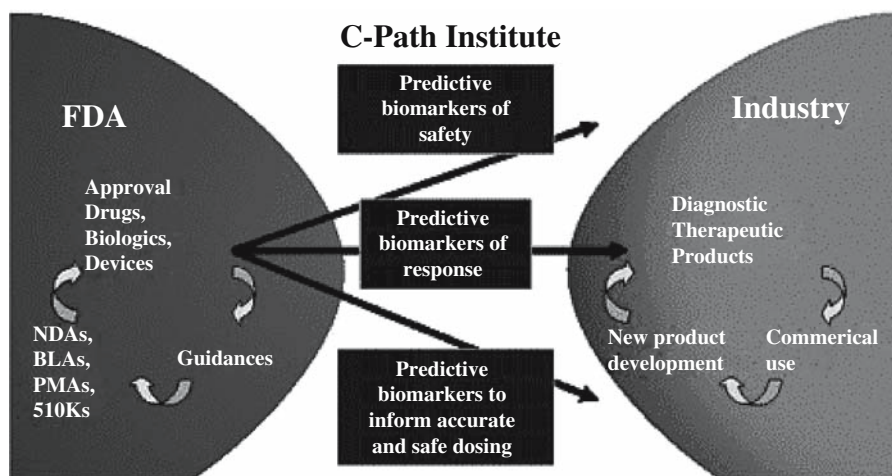 C-Path Institute
FDA
Approval
Drugs,
Biologics,
Devices
NDAs,
BLAs,
PMAs,
510Ks
Guidances
Predictive
biomarkers of
safety
Predictive
biomarkers of
response
Predictive
biomarkers to
inform accurate
and safe dosing
Industry
Diagnostic
Therapeutic
Products
New product
development
Commerical
use